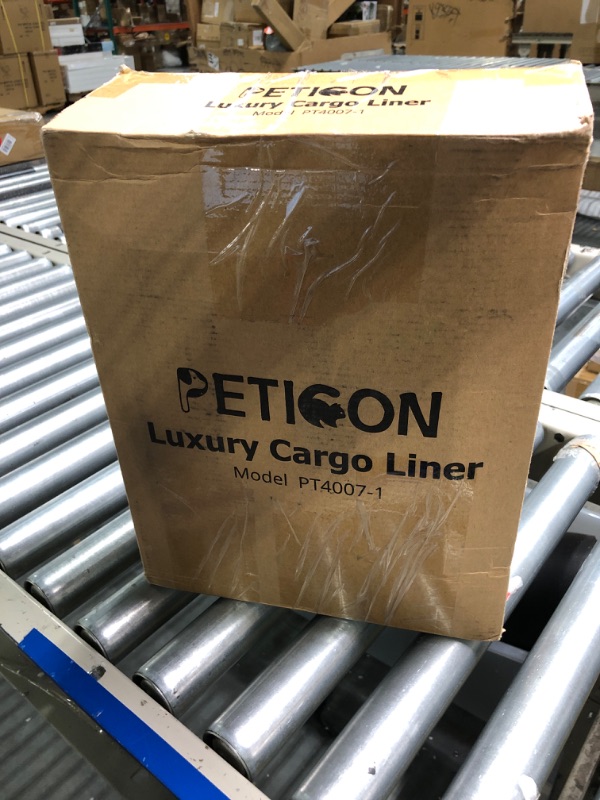 PETICON
Luxury Cargo Liner
Model PT4007-1
PETICON
Luxury Cargo Liner
Model PT4007-1